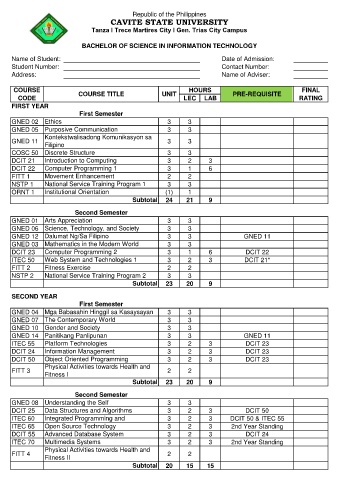 Republic of the Philippines
CAVITE STATE UNIVERSITY
Tanza I Trece Martires City I Gen. Trias City Campus
BACHELOR OF SCIENCE IN INFORMATION TECHNOLOGY
Name of Student: Date of Admission:
Student Number: Contact Number:
Address: Name of Adviser:
COURSE CODE COURSE TITLE UNIT HOURS LEC LAB PRE-REQUISITE FINAL RATING
FIRST YEAR
First Semester
GNED 02 Ethics 3 3
GNED 05 Purposive Communication 3 3
GNED 11 Kontekstwalisadong Komunikasyon sa Filipino 3 3
COSC 50 Discrete Structure 3 3
DCIT 21 Introduction to Computing 3 2 3
DCIT 22 Computer Programming 1 3 1 6
FITT 1 Movement Enhancement 2 2
NSTP 1 National Service Training Program 1 3 3
ORNT 1 Institutional Orientation (1) 1
Subtotal 24 21 9
Second Semester
GNED 01 Arts Appreciation 3 3
GNED 06 Science, Technology, and Society 3 3
GNED 12 Dalumat Ng/Sa Filipino 3 3 GNED 11
GNED 03 Mathematics in the Modern World 3 3
DCIT 23 Computer Programming 2 3 1 6 DCIT 22
ITEC 50 Web System and Technologies 1 3 2 3 DCIT 21*
FITT 2 Fitness Exercise 2 2
NSTP 2 National Service Training Program 2 3 3
Subtotal 23 20 9
SECOND YEAR
First Semester
GNED 04 Mga Babasahin Hinggil sa Kasaysayan 3 3
GNED 07 The Contemporary World 3 3
GNED 10 Gender and Society 3 3
GNED 14 Panitikang Panlipunan 3 3 GNED 11
ITEC 55 Platform Technologies 3 2 3 DCIT 23
DCIT 24 Information Management 3 2 3 DCIT 23
DCIT 50 Object Oriented Programming 3 2 3 DCIT 23
FITT 3 Physical Activities towards Health and Fitness I 2 2
Subtotal 23 20 9
Second Semester
GNED 08 Understanding the Self 3 3
DCIT 25 Data Structures and Algorithms 3 2 3 DCIT 50
ITEC 60 Integrated Programming and 3 2 3 DCIT 50 & ITEC 55
ITEC 65 Open Source Technology 3 2 3 2nd Year Standing
DCIT 55 Advanced Database System 3 2 3 DCIT 24
ITEC 70 Multimedia Systems 3 2 3 2nd Year Standing
FITT 4 Physical Activities towards Health and Fitness II 2 2
Subtotal 20 15 15